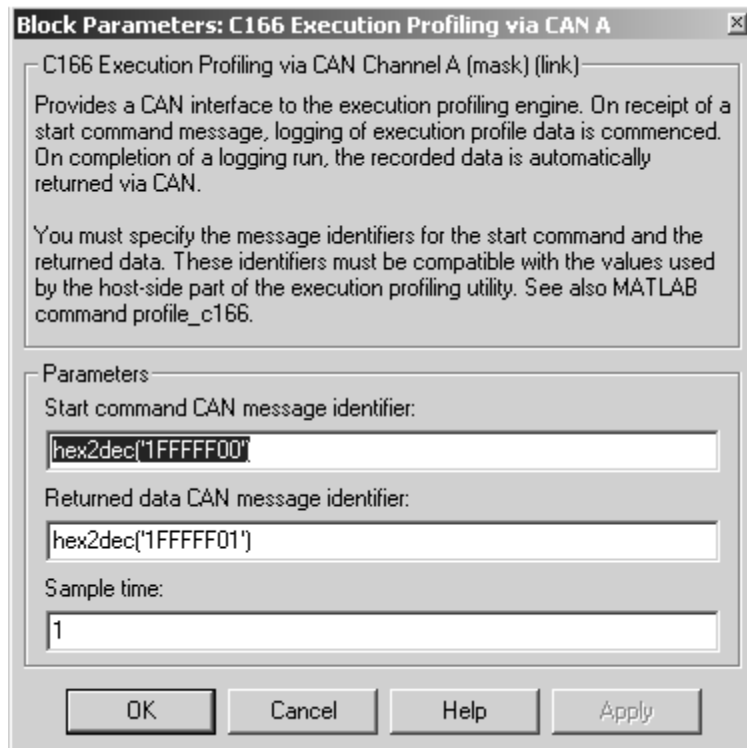 Block Parameters: C166 Execution Profiling via CAN A
C166 Execution Profiling via CAN Channel A (mask) (link)
Provides a CAN interface to the execution profiling engine. On receipt of a
start command message, logging of execution profile data is commenced.
On completion of a logging run, the recorded data is automatically
returned via CAN.
You must specify the message identifiers for the start command and the
returned data. These identifiers must be compatible with the values used
by the host-side part of the execution profiling utility. See also MATLAB
command profile_c166.
Parameters
Start command CAN message identifier:
hex2dec('1FFFFF00')
Returned data CAN message identifier:
hex2dec('1FFFFF01')
Sample time:
1
OK Cancel Help Apply